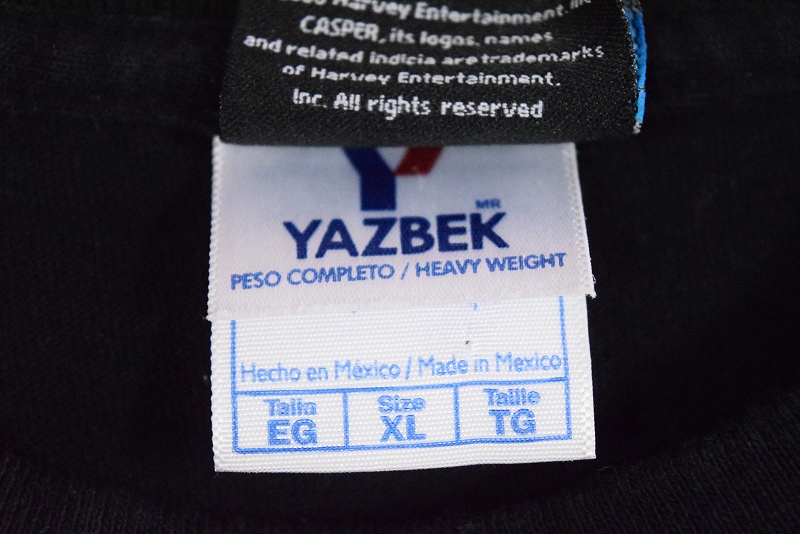 Harvey Entertainment
CASPER, its logos, names
and related indicia are trademarks
of Harvey Entertainment,
Inc. All rights reserved
Y
MR
YAZBEK
PESO COMPLETO / HEAVY WEIGHT
Hecho en México / Made in Mexico
Talla Size Taille
EG XL TG